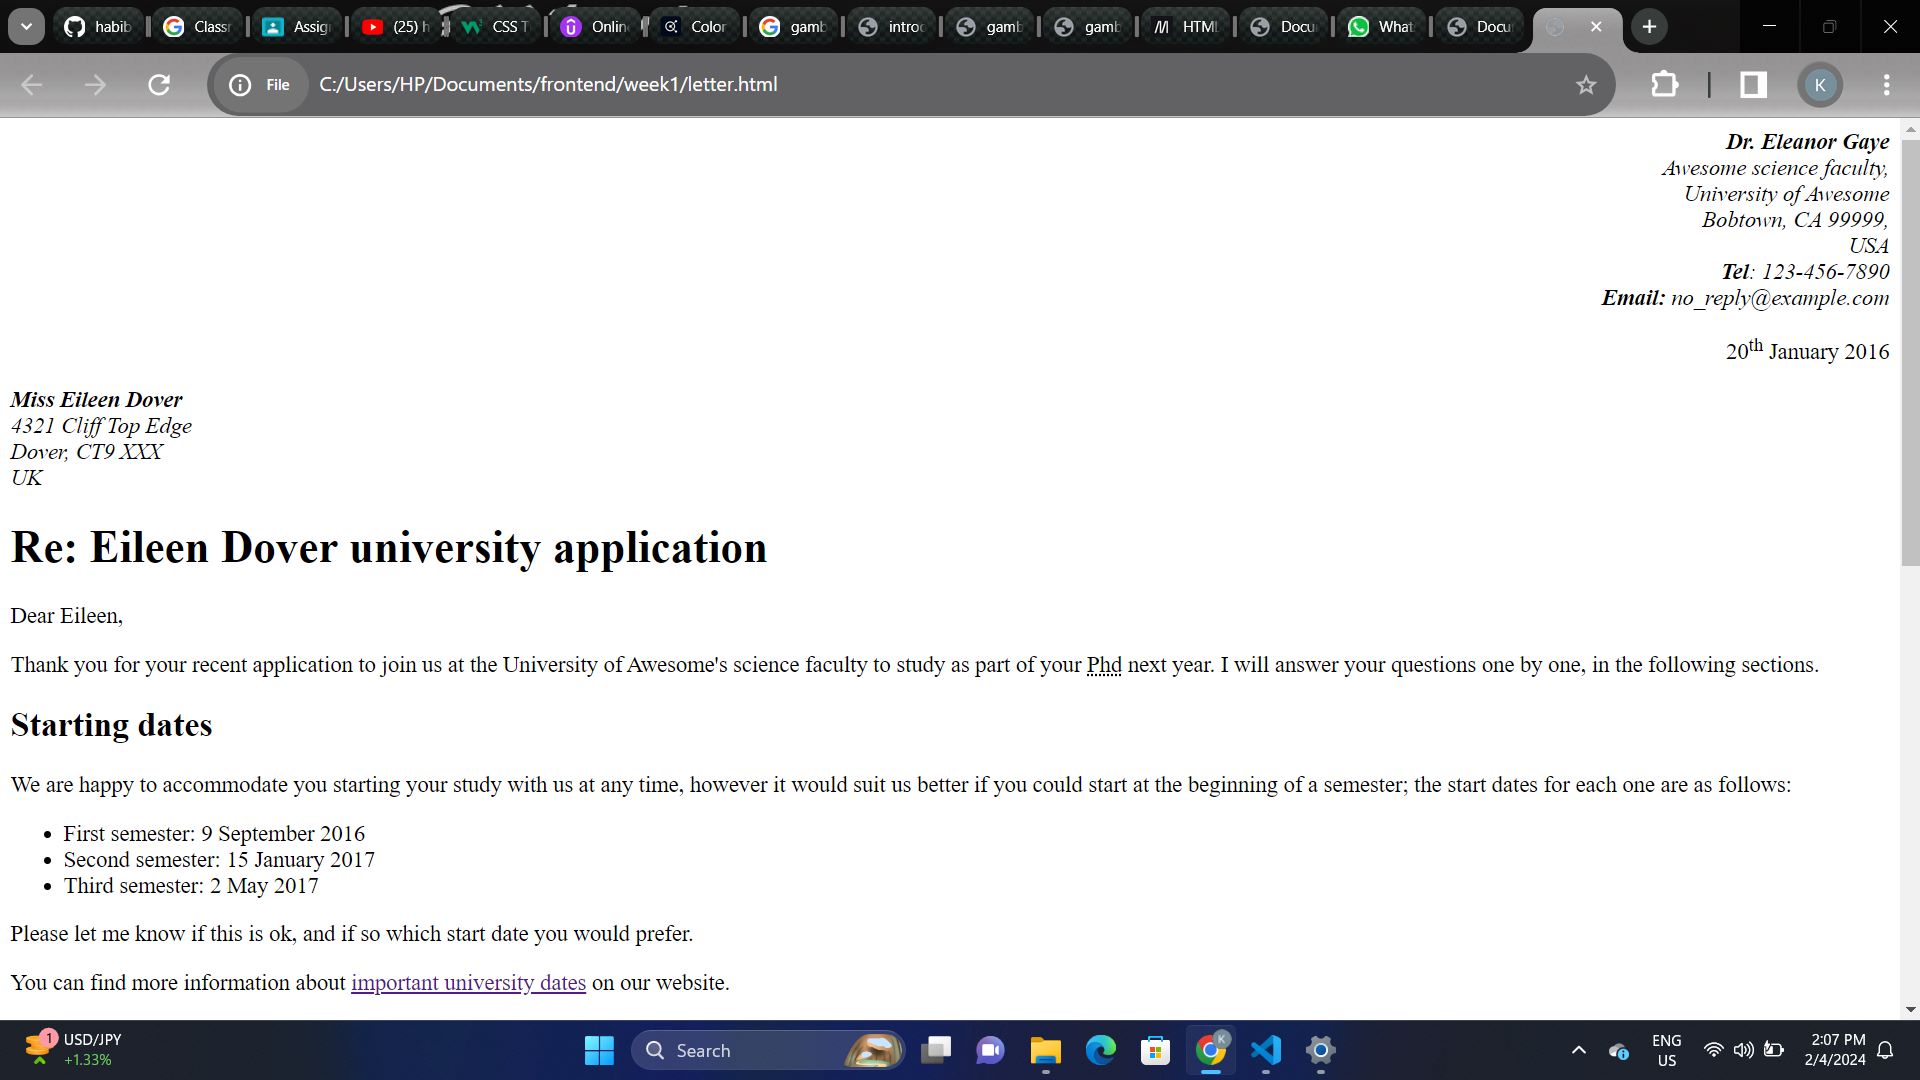 habib
Classr
Assig
(25) h
CSS T
Onlin
Color
gamb
introd
gamb
gamb
HTML
Docu
What
Docu
File
C:/Users/HP/Documents/frontend/week1/letter.html
K
Dr. Eleanor Gaye
Awesome science faculty,
University of Awesome
Bobtown, CA 99999,
USA
Tel: 123-456-7890
Email: no_reply@example.com
20th January 2016
Miss Eileen Dover
4321 Cliff Top Edge
Dover, CT9 XXX
UK
Re: Eileen Dover university application
Dear Eileen,
Thank you for your recent application to join us at the University of Awesome's science faculty to study as part of your Phd next year. I will answer your questions one by one, in the following sections.
Starting dates
We are happy to accommodate you starting your study with us at any time, however it would suit us better if you could start at the beginning of a semester; the start dates for each one are as follows:
• First semester: 9 September 2016
• Second semester: 15 January 2017
• Third semester: 2 May 2017
Please let me know if this is ok, and if so which start date you would prefer.
You can find more information about important university dates on our website.
1
USD/JPY
+1.33%
Search
K
ENG
US
2:07 PM
2/4/2024